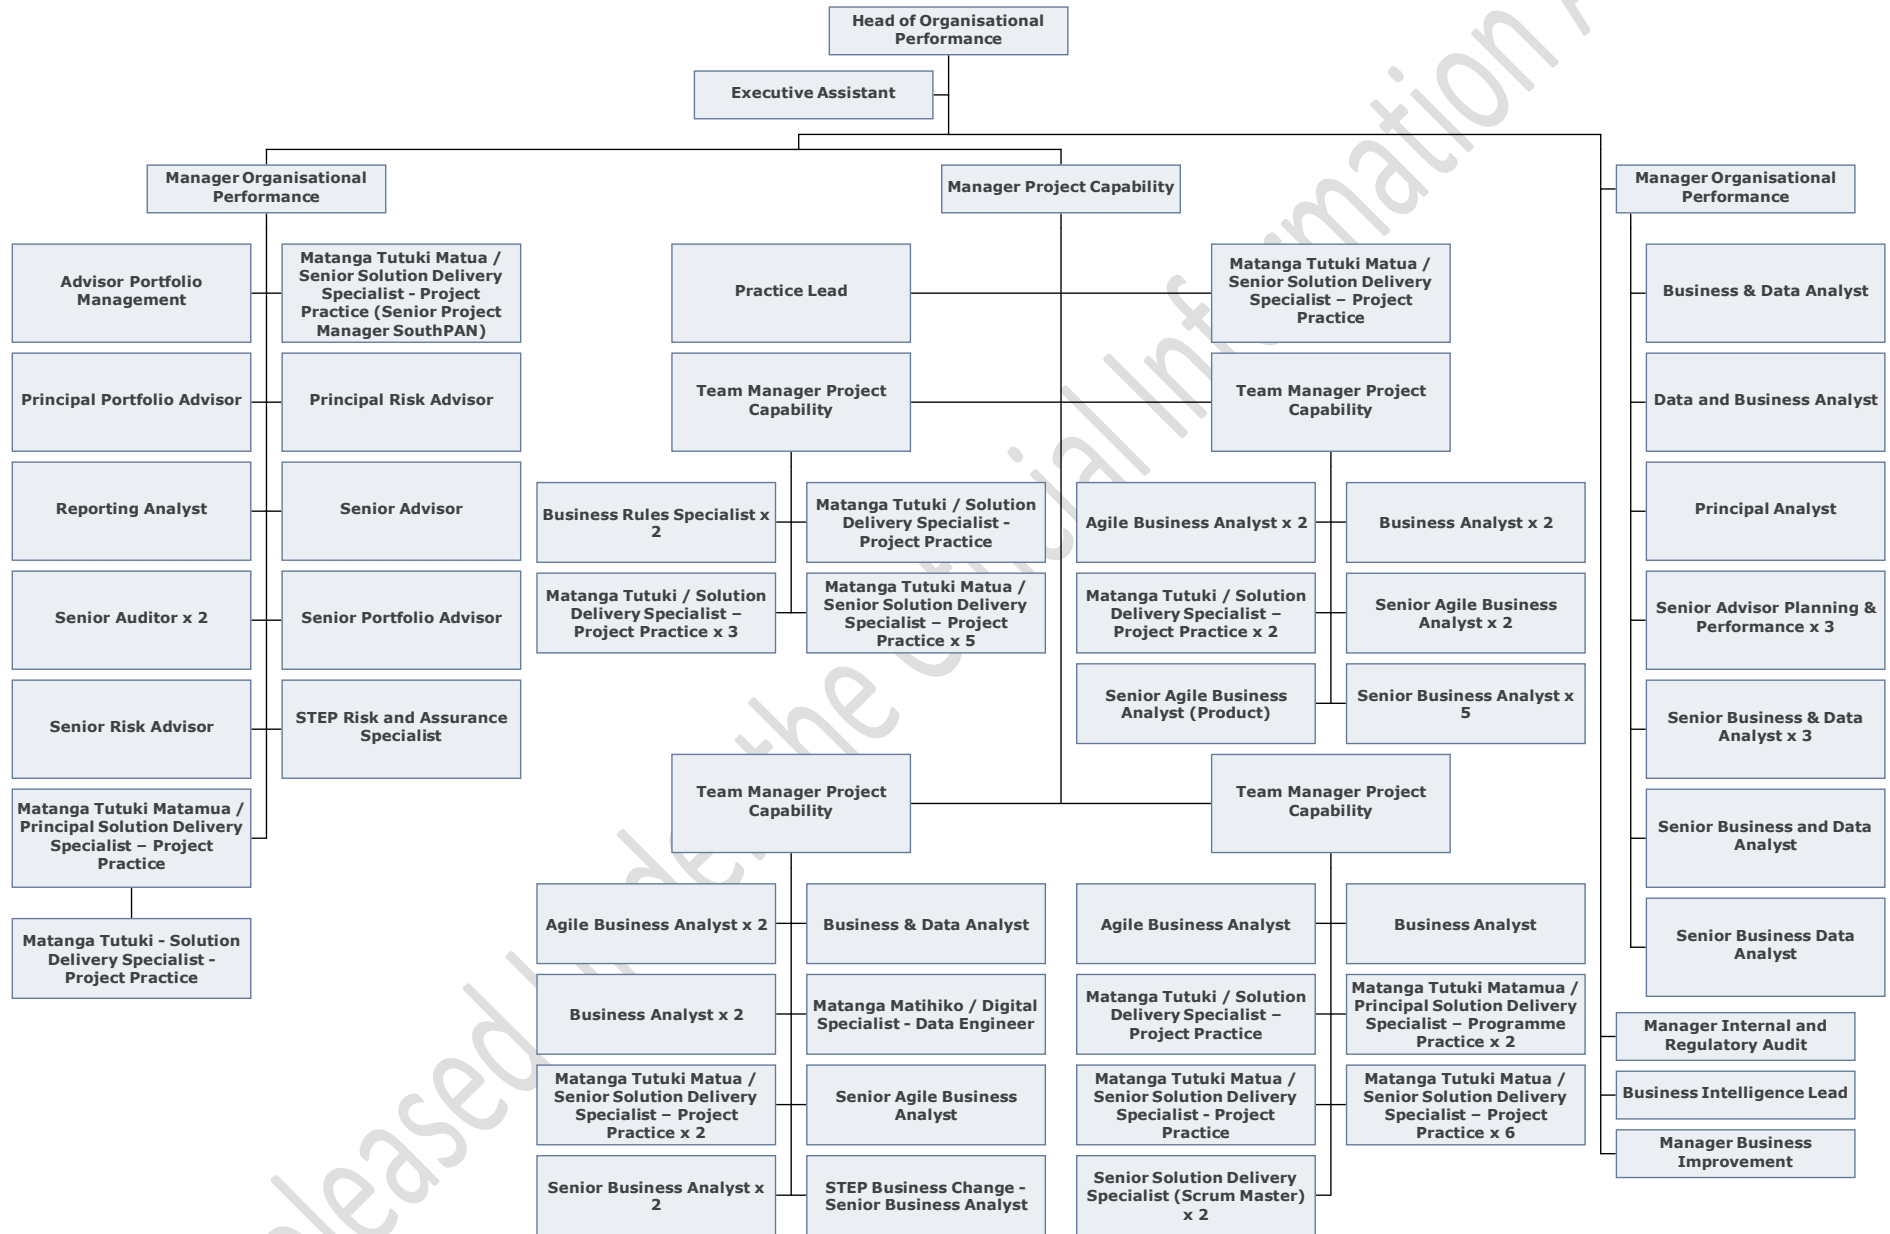 Head of Organisational
Performance
Executive Assistant
Manager Organisational
Performance
Manager Project Capability
Manager Organisational
Performance
Advisor Portfolio
Management
Matanga Tutuki Matua /
Senior Solution Delivery
Specialist - Project
Practice (Senior Project
Manager SouthPAN)
Principal Portfolio Advisor
Principal Risk Advisor
Reporting Analyst
Senior Advisor
Senior Auditor x 2
Senior Portfolio Advisor
Senior Risk Advisor
STEP Risk and Assurance
Specialist
Matanga Tutuki Matamua /
Principal Solution Delivery
Specialist – Project
Practice
Matanga Tutuki - Solution
Delivery Specialist -
Project Practice
Practice Lead
Matanga Tutuki Matua /
Senior Solution Delivery
Specialist – Project
Practice
Team Manager Project
Capability
Team Manager Project
Capability
Business Rules Specialist x
2
Matanga Tutuki / Solution
Delivery Specialist -
Project Practice
Matanga Tutuki / Solution
Delivery Specialist –
Project Practice x 3
Matanga Tutuki Matua /
Senior Solution Delivery
Specialist – Project
Practice x 5
Agile Business Analyst x 2
Business Analyst x 2
Matanga Tutuki / Solution
Delivery Specialist –
Project Practice x 2
Senior Agile Business
Analyst x 2
Senior Agile Business
Analyst (Product)
Senior Business Analyst x
5
Team Manager Project
Capability
Team Manager Project
Capability
Agile Business Analyst x 2
Business & Data Analyst
Business Analyst x 2
Matanga Matihiko / Digital
Specialist - Data Engineer
Matanga Tutuki Matua /
Senior Solution Delivery
Specialist – Project
Practice x 2
Senior Agile Business
Analyst
Senior Business Analyst x
2
STEP Business Change -
Senior Business Analyst
Agile Business Analyst
Business Analyst
Matanga Tutuki / Solution
Delivery Specialist –
Project Practice
Matanga Tutuki Matamua /
Principal Solution Delivery
Specialist – Programme
Practice x 2
Matanga Tutuki Matua /
Senior Solution Delivery
Specialist - Project
Practice
Matanga Tutuki Matua /
Senior Solution Delivery
Specialist – Project
Practice x 6
Senior Solution Delivery
Specialist (Scrum Master)
x 2
Business & Data Analyst
Data and Business Analyst
Principal Analyst
Senior Advisor Planning &
Performance x 3
Senior Business & Data
Analyst x 3
Senior Business and Data
Analyst
Senior Business Data
Analyst
Manager Internal and
Regulatory Audit
Business Intelligence Lead
Manager Business
Improvement